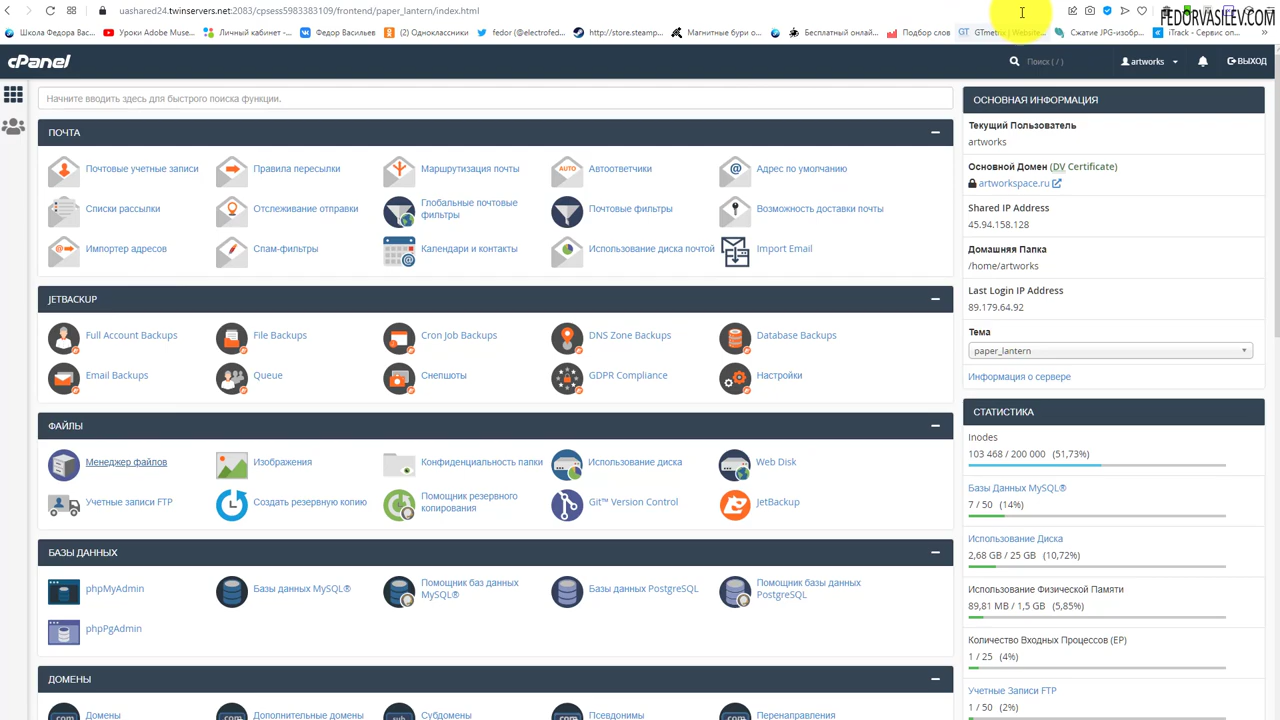 uashared24.twinservers.net:2083/cpsess5983383109/frontend/paper_lantern/index.html
FEDORVASILEV.COM
Школа Федора Вас...
Уроки Adobe Muse...
Личный кабинет -...
Федор Васильев
(2) Одноклассники
fedor (@electrofed...
http://store.steamp...
Магнитные бури о...
Бесплатный онлай...
Подбор слов
GTmetrix | Website...
Сжатие JPG-изобр...
iTrack - Сервис оп...
cPanel
Поиск ( / )
artworks
ВЫХОД
Начните вводить здесь для быстрого поиска функции.
ПОЧТА
Почтовые учетные записи
Правила пересылки
Маршрутизация почты
AUTO
Автоответчики
Адрес по умолчанию
Списки рассылки
Отслеживание отправки
Глобальные почтовые
фильтры
Почтовые фильтры
Возможность доставки почты
Импортер адресов
Спам-фильтры
Календари и контакты
Использование диска почтой
Import Email
JETBACKUP
Full Account Backups
File Backups
Cron Job Backups
DNS Zone Backups
Database Backups
Email Backups
Queue
Снепшоты
GDPR Compliance
Настройки
ФАЙЛЫ
Менеджер файлов
Изображения
Конфиденциальность папки
Использование диска
Web Disk
Учетные записи FTP
Создать резервную копию
Помощник резервного
копирования
Git™ Version Control
JetBackup
БАЗЫ ДАННЫХ
phpMyAdmin
Базы данных MySQL®
Помощник баз данных
MySQL®
Базы данных PostgreSQL
Помощник базы данных
PostgreSQL
phpPgAdmin
ДОМЕНЫ
Домены
Дополнительные домены
Субдомены
Псевдонимы
Перенаправления
ОСНОВНАЯ ИНФОРМАЦИЯ
Текущий Пользователь
artworks
Основной Домен (DV Certificate)
artworkspace.ru
Shared IP Address
45.94.158.128
Домашняя Папка
/home/artworks
Last Login IP Address
89.179.64.92
Тема
paper_lantern
Информация о сервере
СТАТИСТИКА
Inodes
103 468 / 200 000 (51,73%)
Базы Данных MySQL®
7 / 50 (14%)
Использование Диска
2,68 GB / 25 GB (10,72%)
Использование Физической Памяти
89,81 MB / 1,5 GB (5,85%)
Количество Входных Процессов (EP)
1 / 25 (4%)
Учетные Записи FTP
1 / 50 (2%)